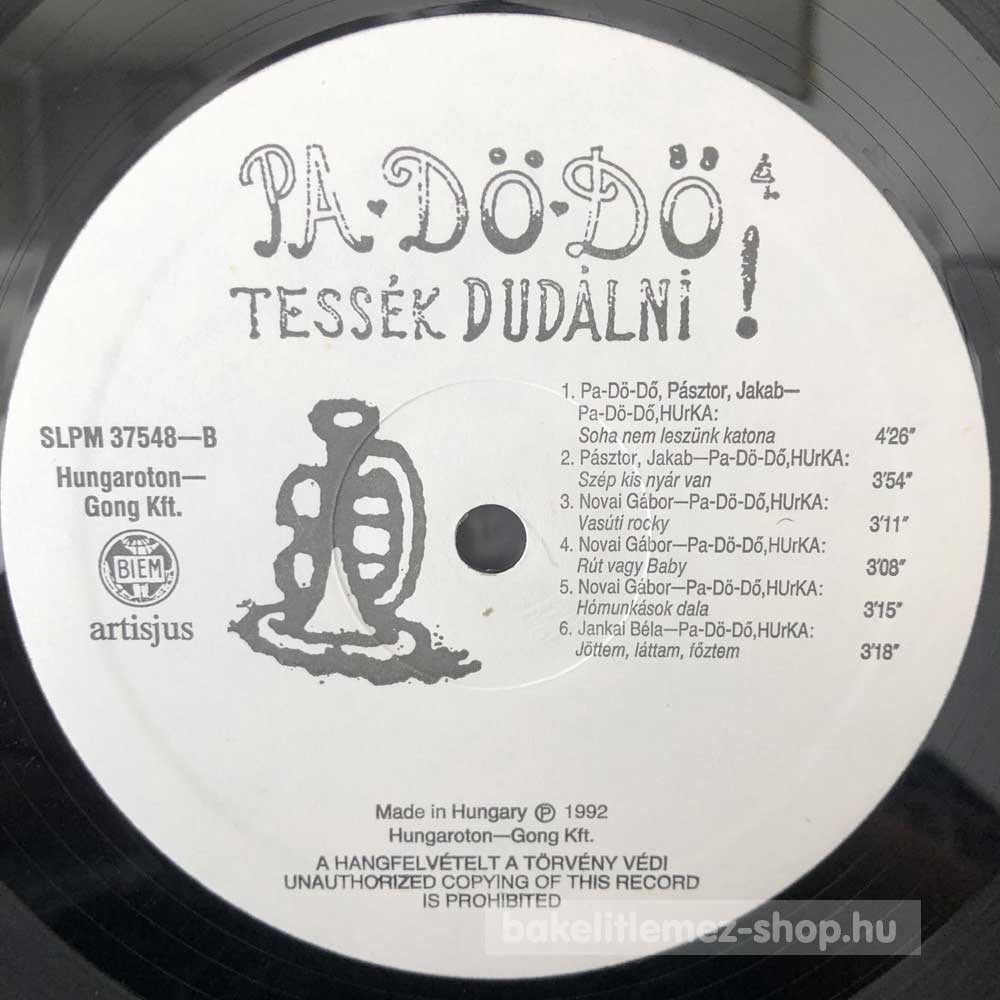 PA·DÖ·DÖ 4
TESSÉK DUDÁLNI !
SLPM 37548—B
Hungaroton—
Gong Kft.
BIEM
artisjus
1. Pa-Dö-Dő, Pásztor, Jakab—
Pa-Dö-Dő,HUrKA:
Soha nem leszünk katona 4'26"
2. Pásztor, Jakab—Pa-Dö-Dő,HUrKA:
Szép kis nyár van 3'54"
3. Novai Gábor—Pa-Dö-Dő,HUrKA:
Vasúti rocky 3'11"
4. Novai Gábor—Pa-Dö-Dő,HUrKA:
Rút vagy Baby 3'08"
5. Novai Gábor—Pa-Dö-Dő,HUrKA:
Hómunkások dala 3'15"
6. Jankai Béla—Pa-Dö-Dő,HUrKA:
Jöttem, láttam, főztem 3'18"
Made in Hungary ℗ 1992
Hungaroton—Gong Kft.
A HANGFELVÉTELT A TÖRVÉNY VÉDI
UNAUTHORIZED COPYING OF THIS RECORD
IS PROHIBITED
bakelitlemez-shop.hu